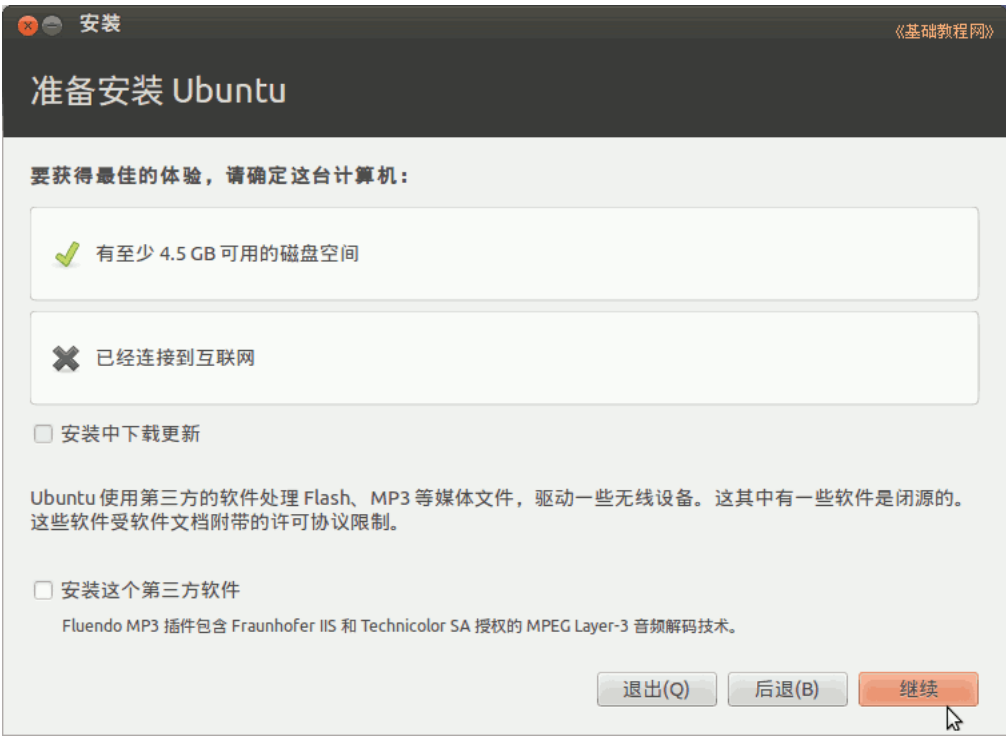 安装
《基础教程网》
准备安装 Ubuntu
要获得最佳的体验，请确定这台计算机：
有至少 4.5 GB 可用的磁盘空间
已经连接到互联网
安装中下载更新
Ubuntu 使用第三方的软件处理 Flash、MP3 等媒体文件，驱动一些无线设备。这其中有一些软件是闭源的。
这些软件受软件文档附带的许可协议限制。
安装这个第三方软件
Fluendo MP3 插件包含 Fraunhofer IIS 和 Technicolor SA 授权的 MPEG Layer-3 音频解码技术。
退出(Q) 后退(B) 继续